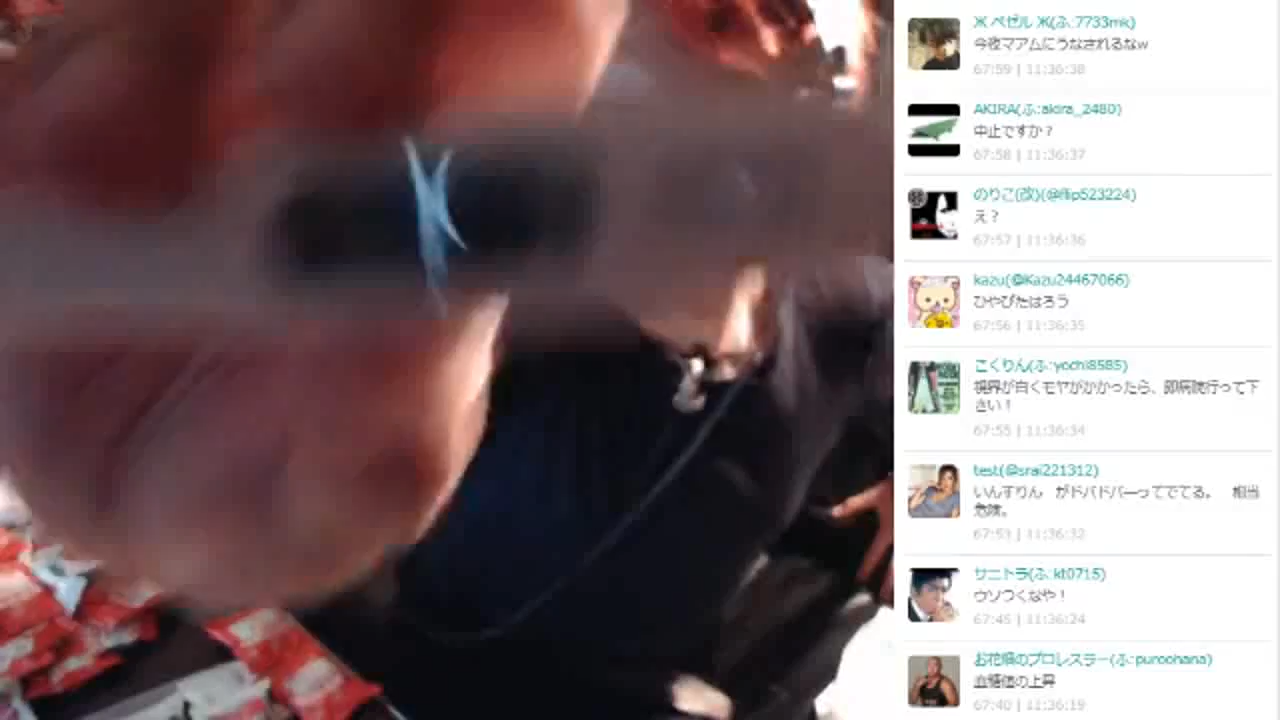 米 ペゼル 米(ふ:7733mk)
今夜マアムにうなされるなw
67:59 | 11:36:38
AKIRA(ふ:akira_2480)
中止ですか？
67:58 | 11:36:37
のりこ(改)(@flip523224)
え？
67:57 | 11:36:36
kazu(@Kazu24467066)
ひやぴたはろう
67:56 | 11:36:35
こくりん(ふ:yochi8585)
視界が白くモヤがかかったら、即病院行って下
さい！
67:55 | 11:36:34
test(@srai221312)
いんすりん　がドバドバーってでてる。　相当
危険。
67:53 | 11:36:32
サニトラ(ふ:kt0715)
ウソつくなや！
67:45 | 11:36:24
お花畑のプロレスラー(ふ:puroohana)
血糖値の上昇
67:40 | 11:36:19